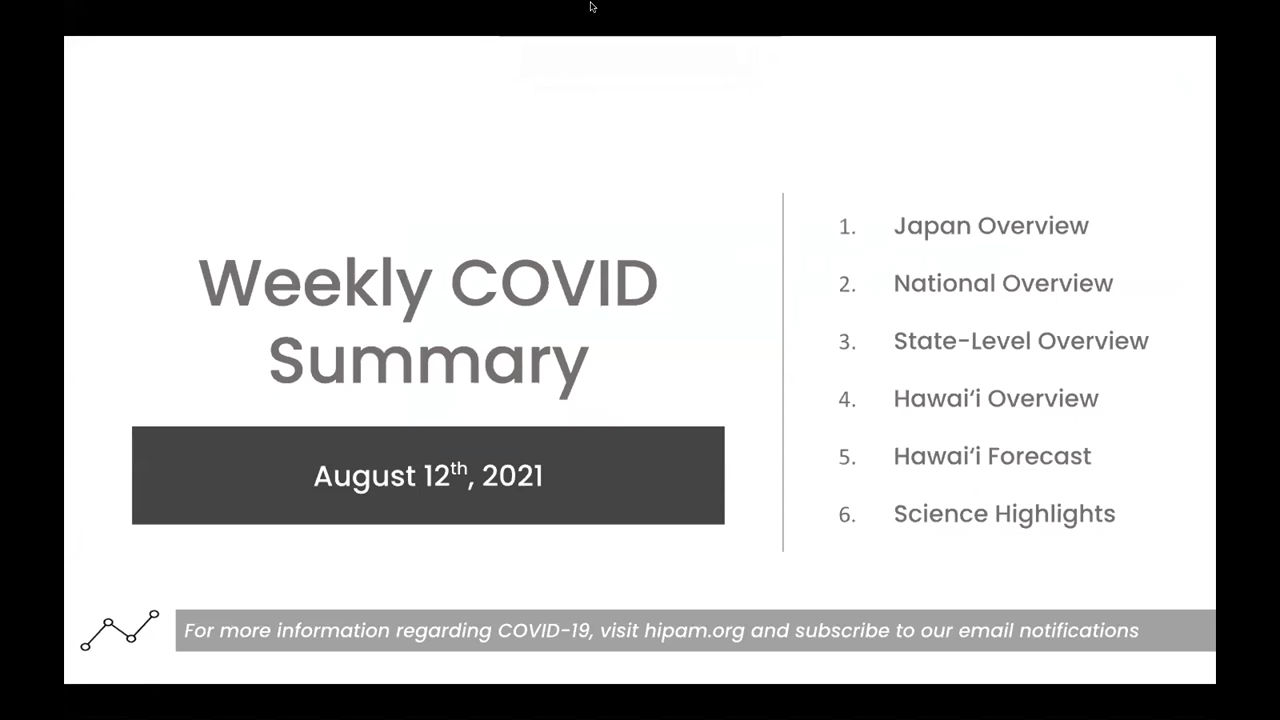 Weekly COVID
Summary
August 12th, 2021
1. Japan Overview
2. National Overview
3. State-Level Overview
4. Hawai‘i Overview
5. Hawai‘i Forecast
6. Science Highlights
For more information regarding COVID-19, visit hipam.org and subscribe to our email notifications